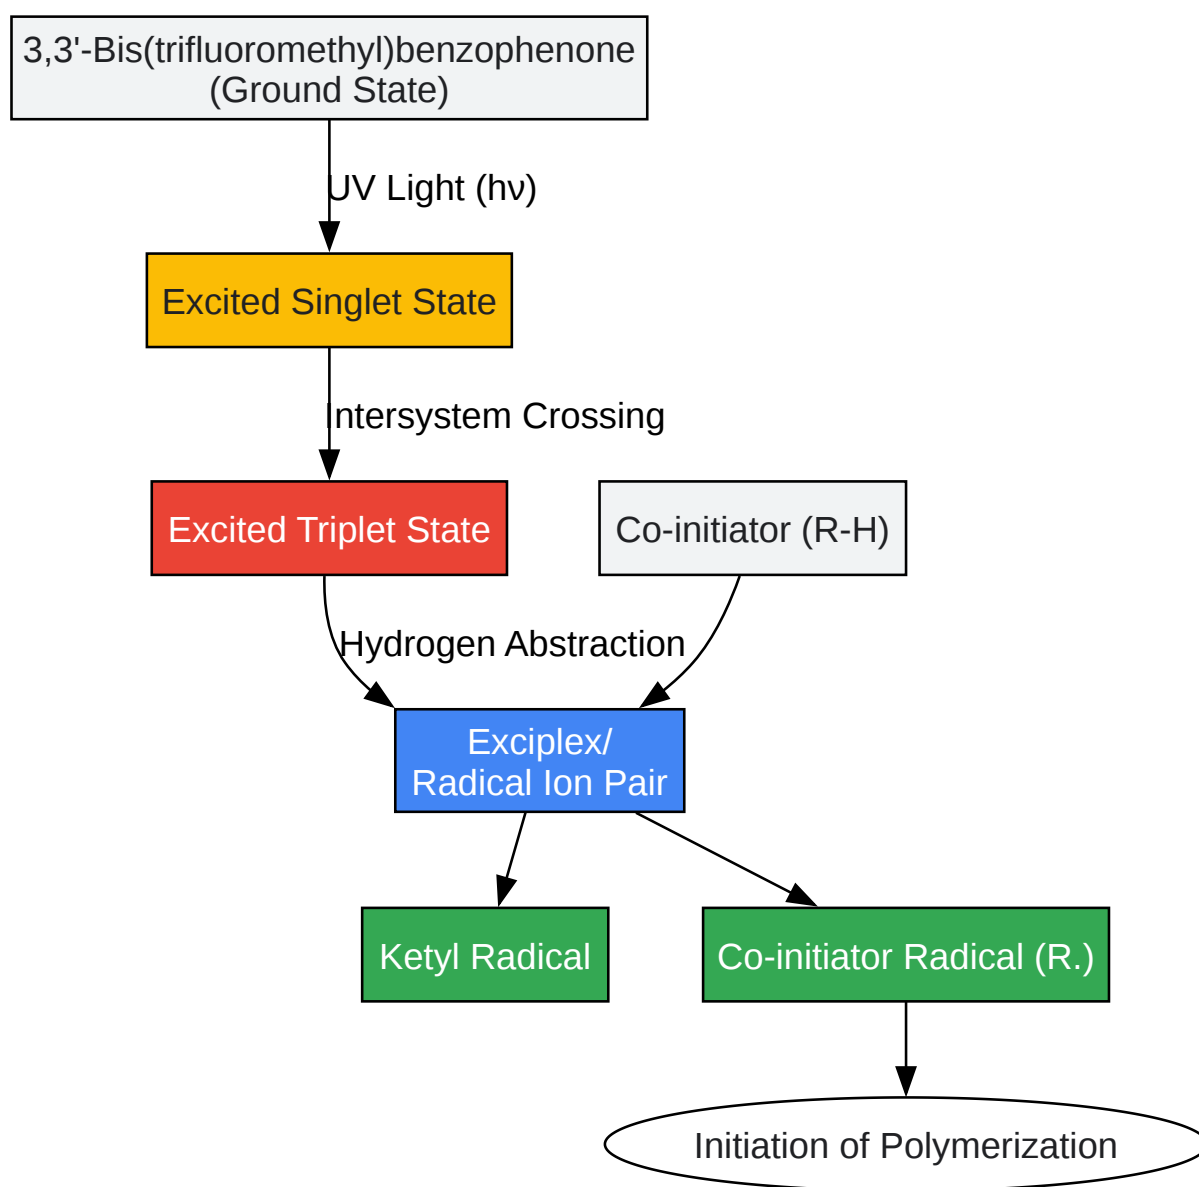 3,3'-Bis(trifluoromethyl)benzophenone
(Ground State)
UV Light (hν)
Excited Singlet State
Intersystem Crossing
Excited Triplet State
Co-initiator (R-H)
Hydrogen Abstraction
Exciplex/
Radical Ion Pair
Ketyl Radical
Co-initiator Radical (R.)
Initiation of Polymerization